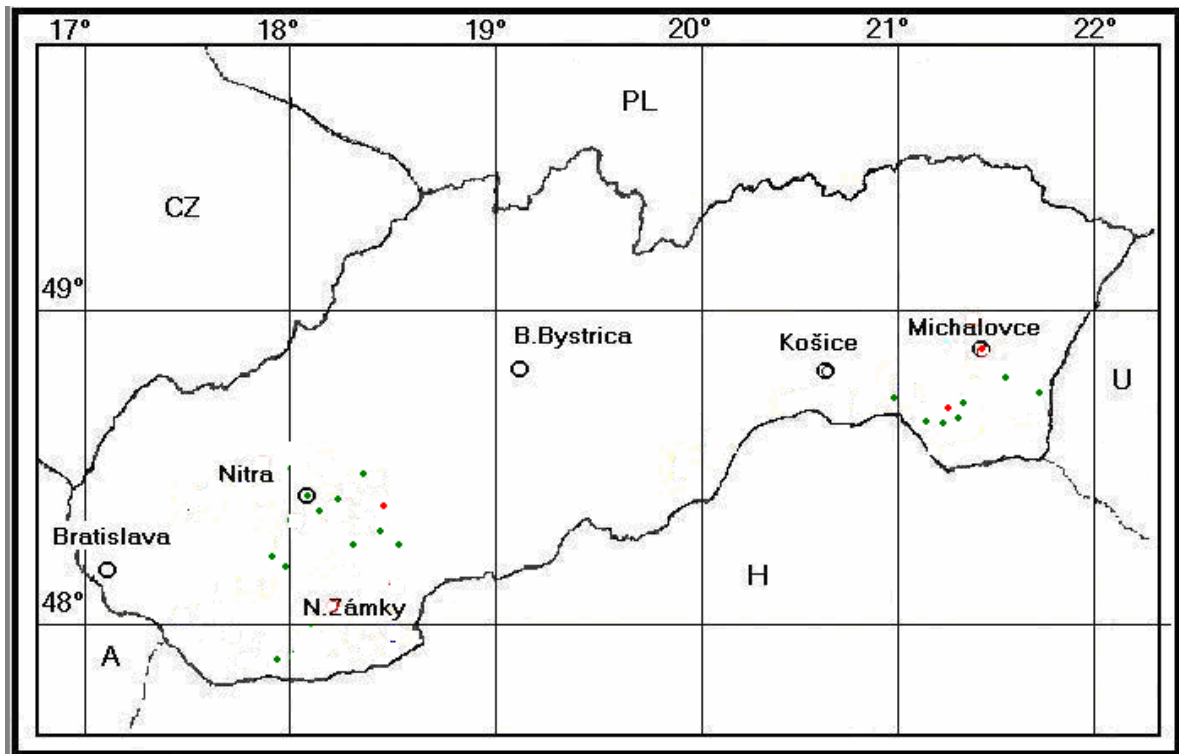 17° 18° 19° 20° 21° 22°
PL
CZ
49°
B.Bystrica
Košice
Michalovce
U
Nitra
Bratislava
H
48°
N.Zámky
A